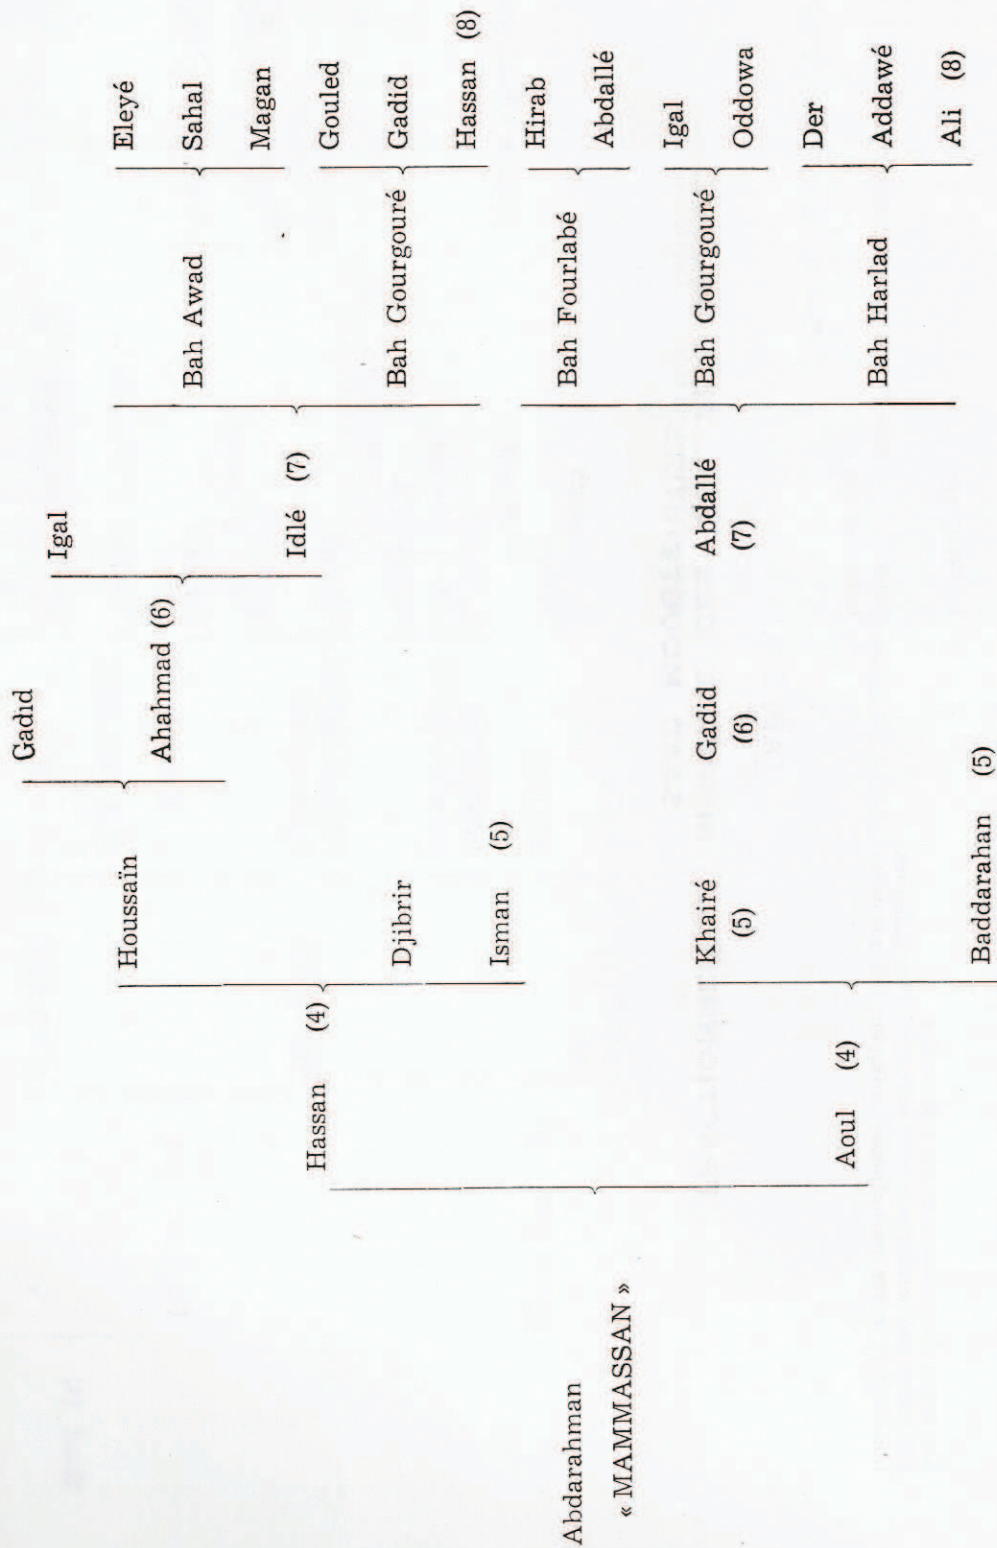 Abdarahman
« MAMMASSAN »
Hassan (4)
Aoul (4)
Houssaïn
Djibrir
Isman (5)
Khairé
(5)
Baddarahan (5)
Gadid
Ahahmad (6)
Gadid
(6)
Igal
Idlé (7)
Abdallé
(7)
Bah Awad
Bah Gourgouré
Bah Fourlabé
Bah Gourgouré
Bah Harlad
Eleyé
Sahal
Magan
Gouled
Gadid
Hassan (8)
Hirab
Abdallé
Igal
Oddowa
Der
Addawé
Ali (8)